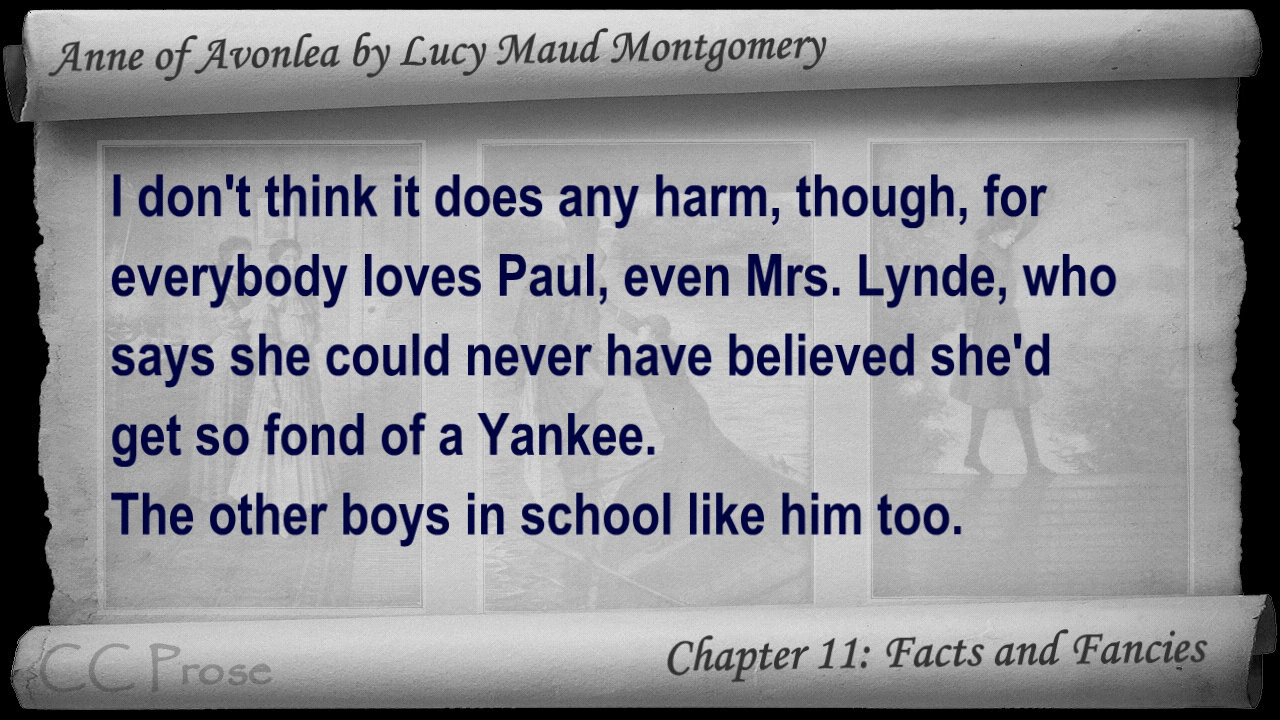 Anne of Avonlea by Lucy Maud Montgomery
I don't think it does any harm, though, for
everybody loves Paul, even Mrs. Lynde, who
says she could never have believed she'd
get so fond of a Yankee.
The other boys in school like him too.
CC Prose
Chapter 11: Facts and Fancies